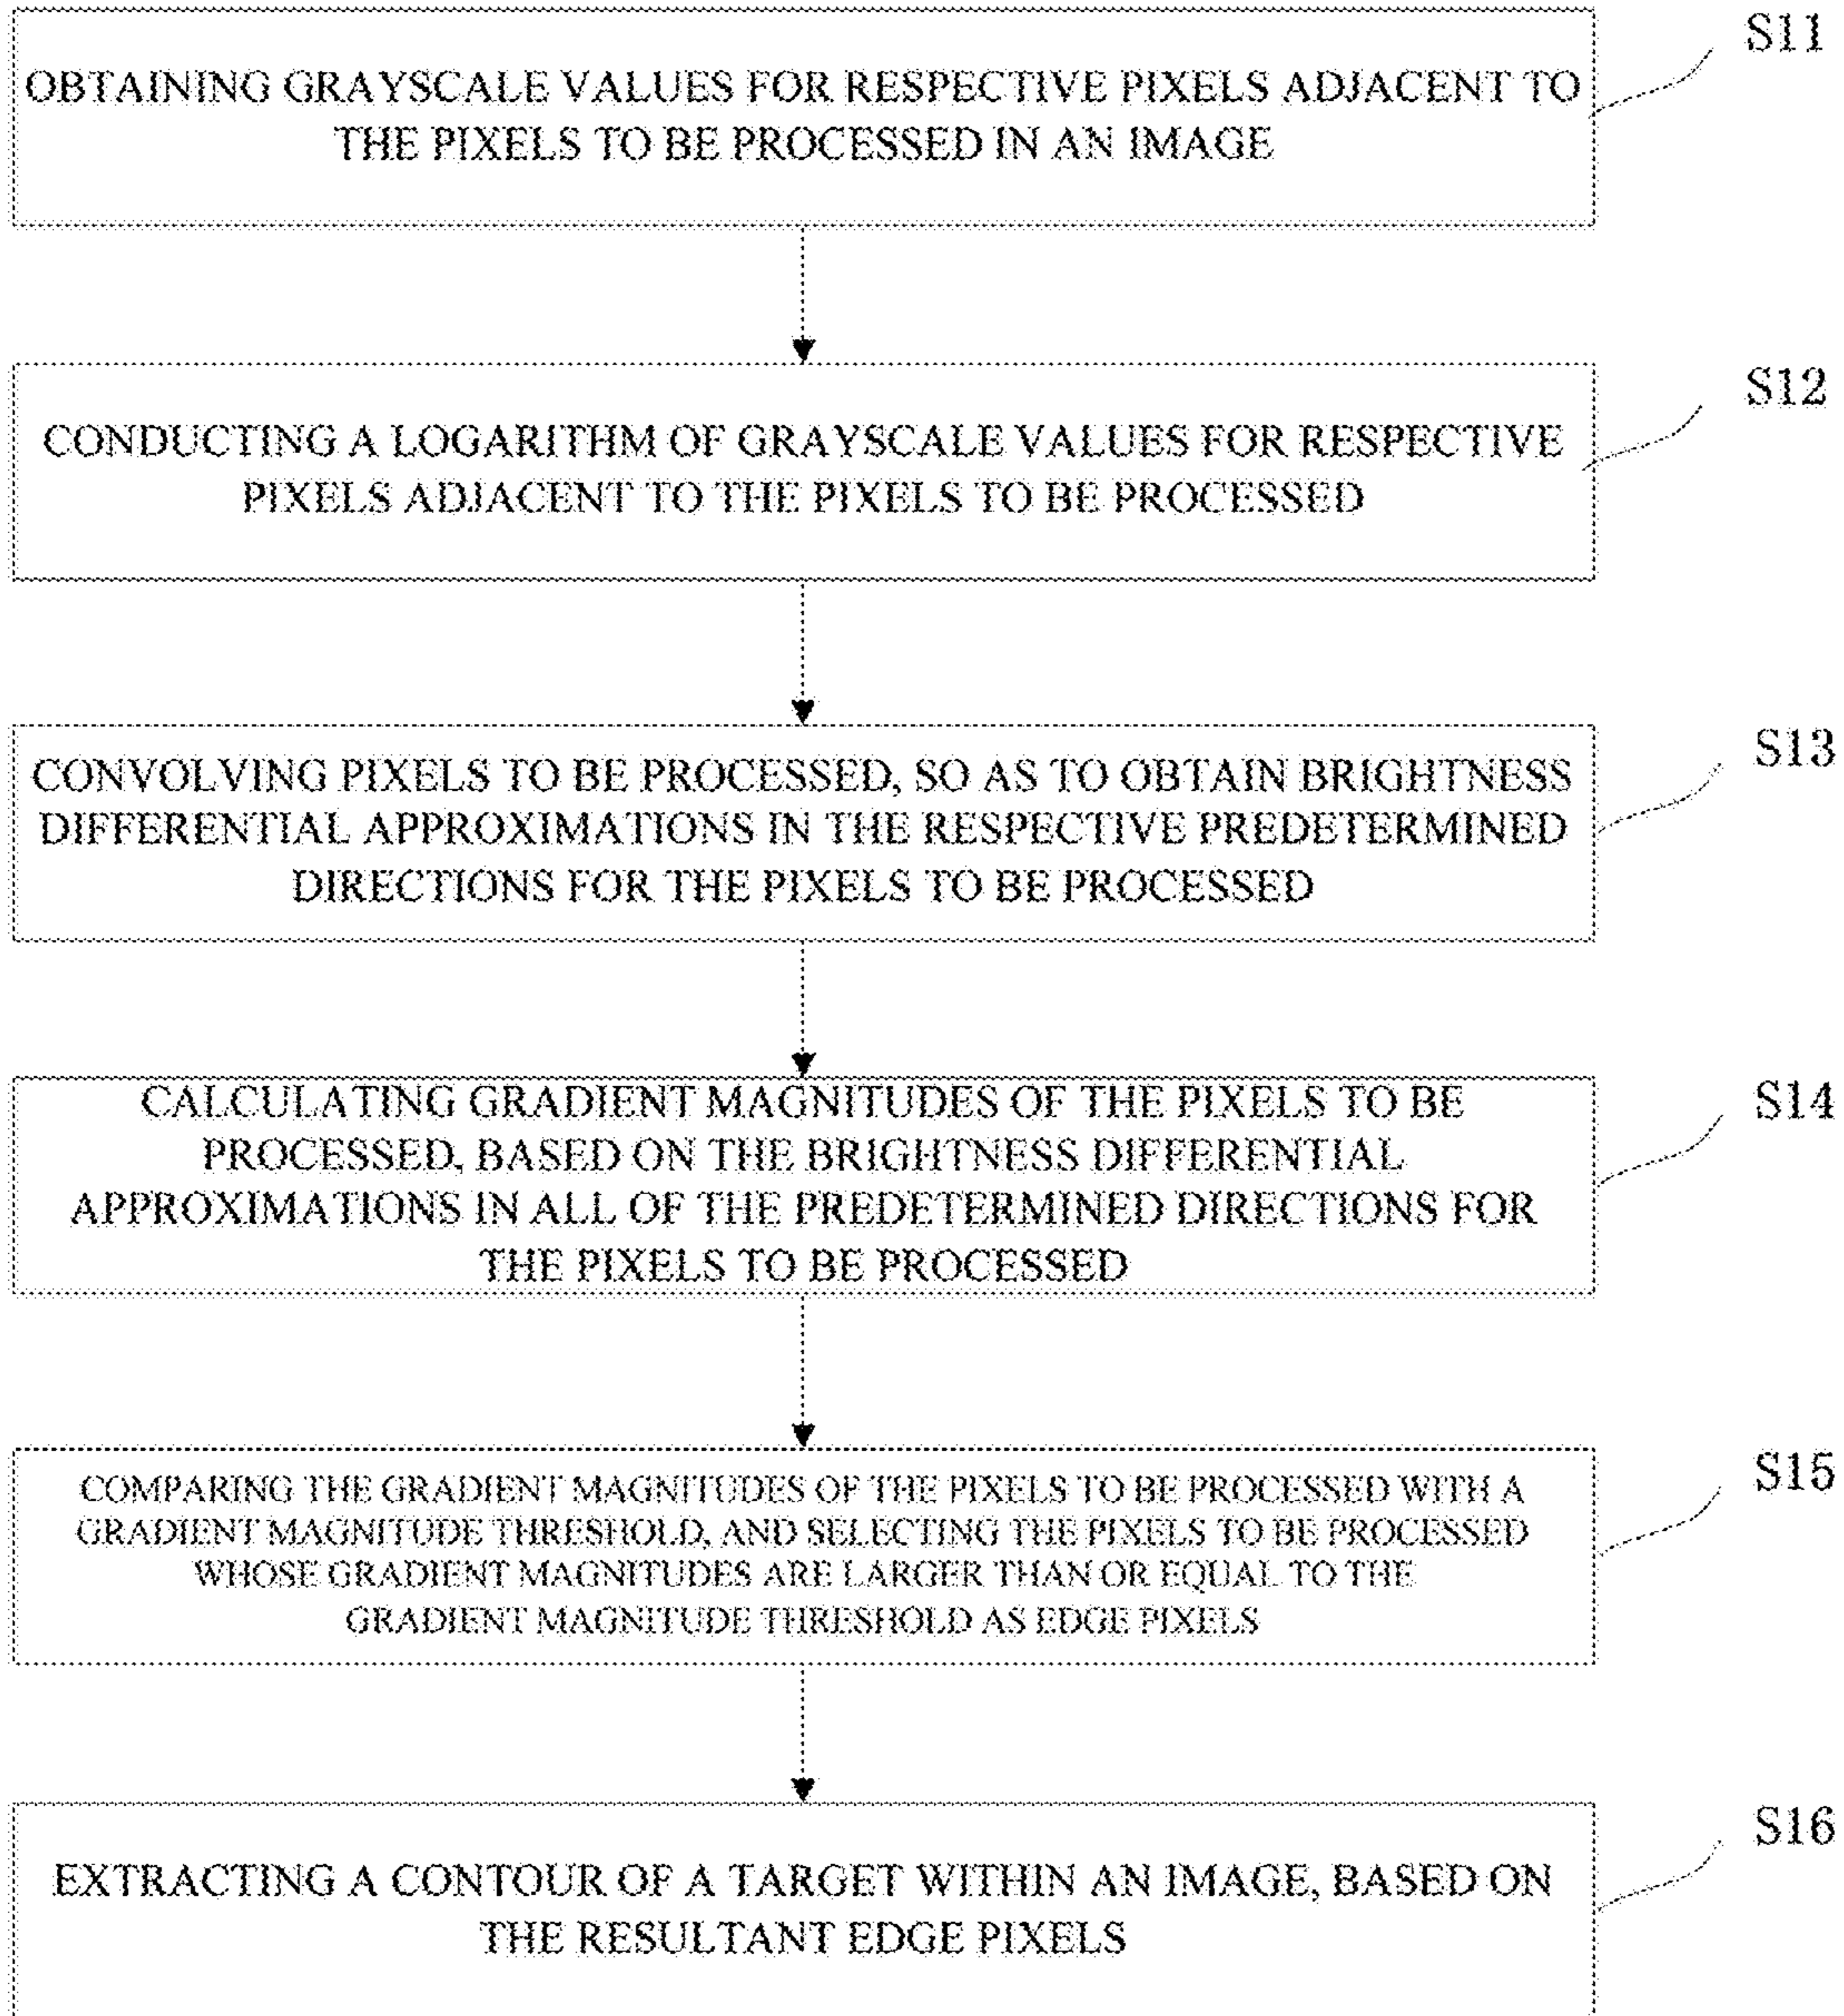 S11
OBTAINING GRAYSCALE VALUES FOR RESPECTIVE PIXELS ADJACENT TO
THE PIXELS TO BE PROCESSED IN AN IMAGE
S12
CONDUCTING A LOGARITHM OF GRAYSCALE VALUES FOR RESPECTIVE
PIXELS ADJACENT TO THE PIXELS TO BE PROCESSED
S13
CONVOLVING PIXELS TO BE PROCESSED, SO AS TO OBTAIN BRIGHTNESS
DIFFERENTIAL APPROXIMATIONS IN THE RESPECTIVE PREDETERMINED
DIRECTIONS FOR THE PIXELS TO BE PROCESSED
S14
CALCULATING GRADIENT MAGNITUDES OF THE PIXELS TO BE
PROCESSED, BASED ON THE BRIGHTNESS DIFFERENTIAL
APPROXIMATIONS IN ALL OF THE PREDETERMINED DIRECTIONS FOR
THE PIXELS TO BE PROCESSED
S15
COMPARING THE GRADIENT MAGNITUDES OF THE PIXELS TO BE PROCESSED WITH A
GRADIENT MAGNITUDE THRESHOLD, AND SELECTING THE PIXELS TO BE PROCESSED
WHOSE GRADIENT MAGNITUDES ARE LARGER THAN OR EQUAL TO THE
GRADIENT MAGNITUDE THRESHOLD AS EDGE PIXELS
S16
EXTRACTING A CONTOUR OF A TARGET WITHIN AN IMAGE, BASED ON
THE RESULTANT EDGE PIXELS